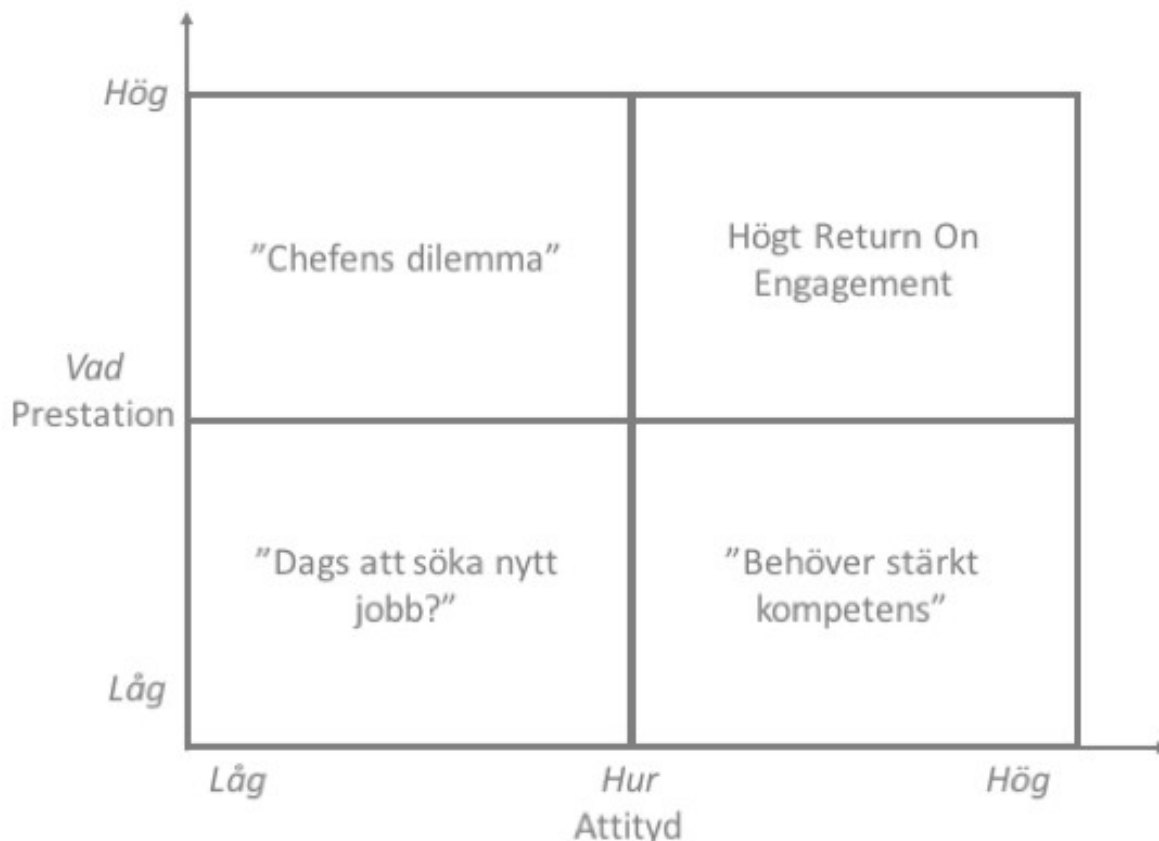 Hög
”Chefens dilemma”
Högt Return On
Engagement
Vad
Prestation
”Dags att söka nytt
jobb?”
”Behöver stärkt
kompetens”
Låg
Låg
Hur
Hög
Attityd